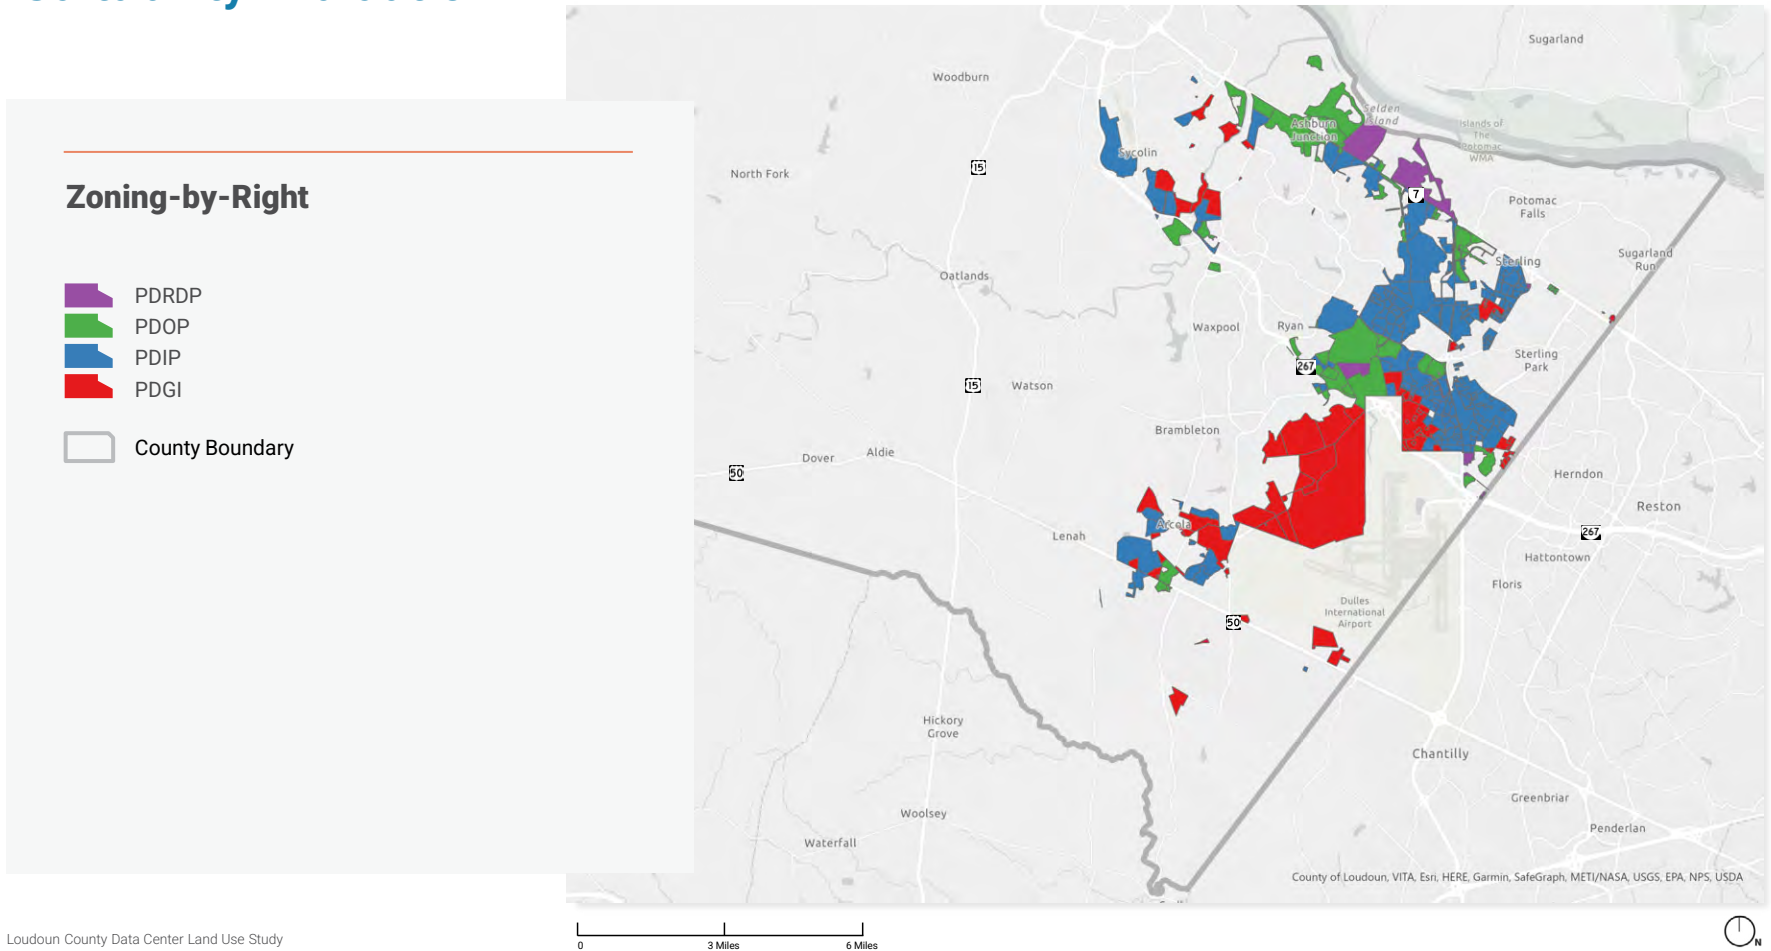 Zoning-by-Right
PDRDP
PDOP
PDIP
PDGI
County Boundary
Sugarland
Woodburn
Selden
Island
Ashburn
Junction
Islands of
The
Potomac
WMA
Sycolin
15
North Fork
7
Potomac
Falls
Sugarland
Run
Sterling
Oatlands
Waxpool
Ryan
267
Sterling
Park
15
Watson
Brambleton
Dover
Aldie
50
Herndon
Reston
Arcola
Lenah
267
Hattontown
Floris
Dulles
International
Airport
50
Hickory
Grove
Chantilly
Greenbriar
Woolsey
Penderlan
Waterfall
County of Loudoun, VITA, Esri, HERE, Garmin, SafeGraph, METI/NASA, USGS, EPA, NPS, USDA
Loudoun County Data Center Land Use Study
0
3 Miles
6 Miles
N